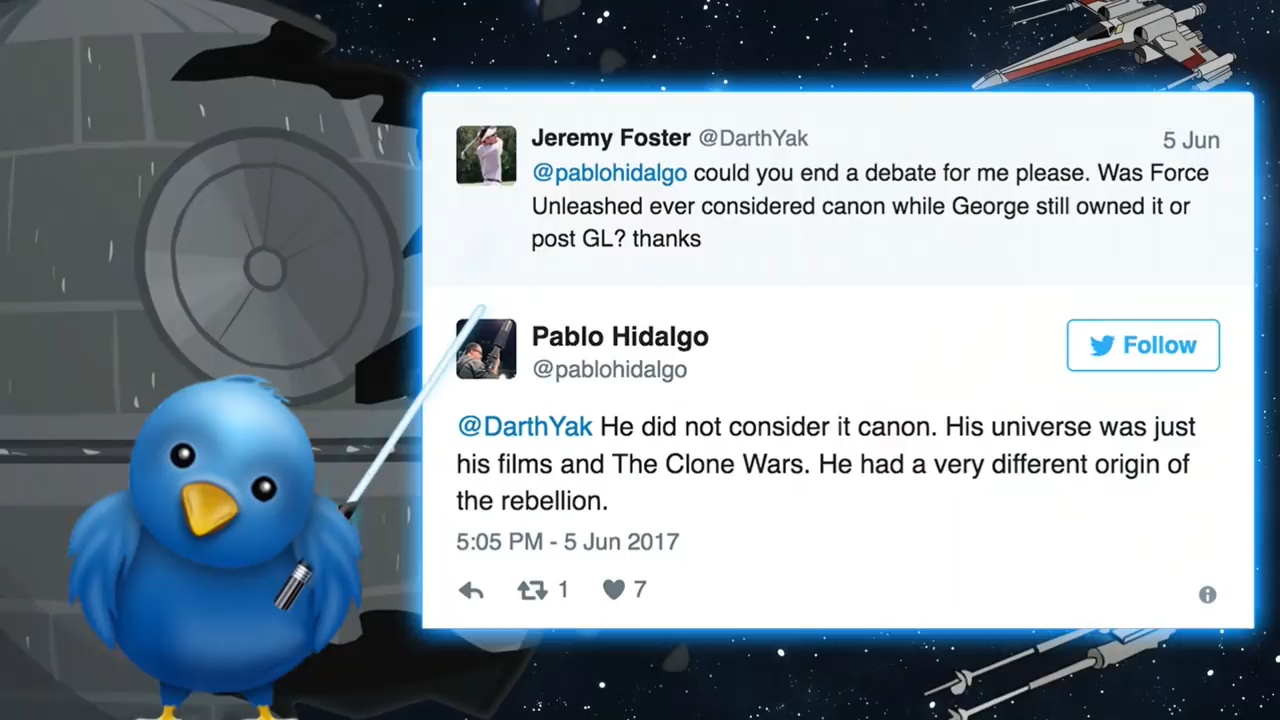 Jeremy Foster @DarthYak 5 Jun
@pablohidalgo could you end a debate for me please. Was Force
Unleashed ever considered canon while George still owned it or
post GL? thanks
Pablo Hidalgo
@pablohidalgo
Follow
@DarthYak He did not consider it canon. His universe was just
his films and The Clone Wars. He had a very different origin of
the rebellion.
5:05 PM - 5 Jun 2017
1 7